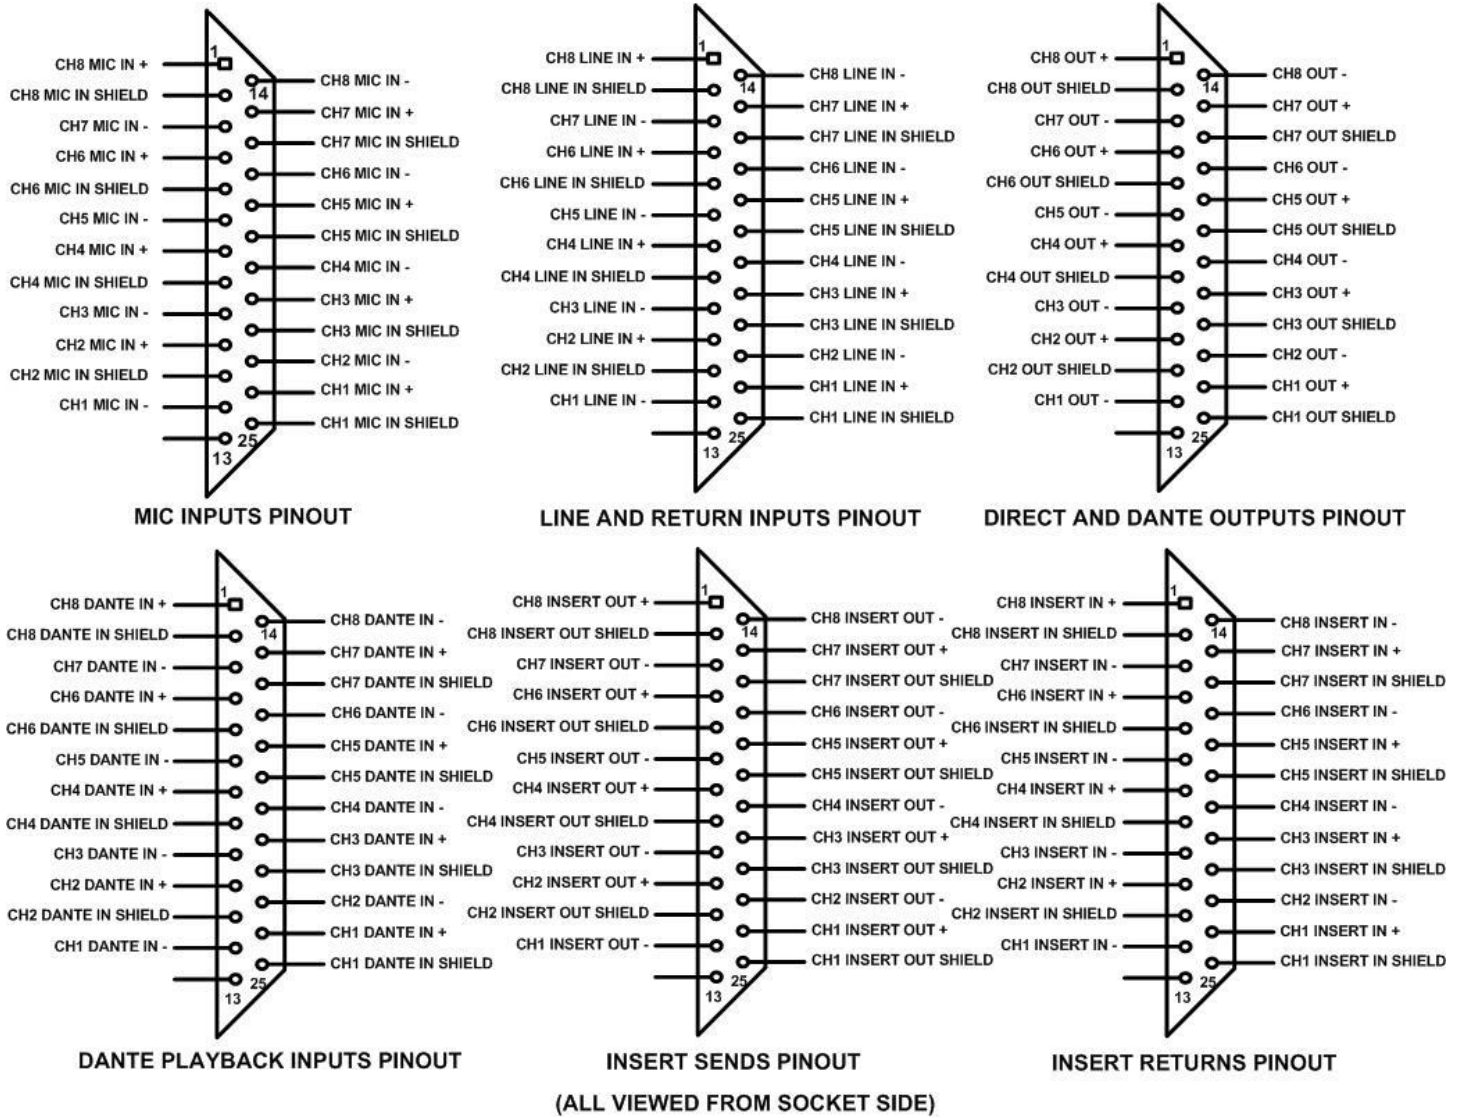 1
CH8 MIC IN +
CH8 MIC IN -
14
CH8 MIC IN SHIELD
CH7 MIC IN +
CH7 MIC IN -
CH7 MIC IN SHIELD
CH6 MIC IN +
CH6 MIC IN -
CH6 MIC IN SHIELD
CH5 MIC IN +
CH5 MIC IN -
CH5 MIC IN SHIELD
CH4 MIC IN +
CH4 MIC IN -
CH4 MIC IN SHIELD
CH3 MIC IN +
CH3 MIC IN -
CH3 MIC IN SHIELD
CH2 MIC IN +
CH2 MIC IN -
CH2 MIC IN SHIELD
CH1 MIC IN +
CH1 MIC IN -
CH1 MIC IN SHIELD
25
13
MIC INPUTS PINOUT
1
CH8 LINE IN +
CH8 LINE IN -
14
CH8 LINE IN SHIELD
CH7 LINE IN +
CH7 LINE IN -
CH7 LINE IN SHIELD
CH6 LINE IN +
CH6 LINE IN -
CH6 LINE IN SHIELD
CH5 LINE IN +
CH5 LINE IN -
CH5 LINE IN SHIELD
CH4 LINE IN +
CH4 LINE IN -
CH4 LINE IN SHIELD
CH3 LINE IN +
CH3 LINE IN -
CH3 LINE IN SHIELD
CH2 LINE IN +
CH2 LINE IN -
CH2 LINE IN SHIELD
CH1 LINE IN +
CH1 LINE IN -
CH1 LINE IN SHIELD
25
13
LINE AND RETURN INPUTS PINOUT
1
CH8 OUT +
CH8 OUT -
14
CH8 OUT SHIELD
CH7 OUT +
CH7 OUT -
CH7 OUT SHIELD
CH6 OUT +
CH6 OUT -
CH6 OUT SHIELD
CH5 OUT +
CH5 OUT -
CH5 OUT SHIELD
CH4 OUT +
CH4 OUT -
CH4 OUT SHIELD
CH3 OUT +
CH3 OUT -
CH3 OUT SHIELD
CH2 OUT +
CH2 OUT -
CH2 OUT SHIELD
CH1 OUT +
CH1 OUT -
CH1 OUT SHIELD
25
13
DIRECT AND DANTE OUTPUTS PINOUT
1
CH8 DANTE IN +
CH8 DANTE IN -
14
CH8 DANTE IN SHIELD
CH7 DANTE IN +
CH7 DANTE IN -
CH7 DANTE IN SHIELD
CH6 DANTE IN +
CH6 DANTE IN -
CH6 DANTE IN SHIELD
CH5 DANTE IN +
CH5 DANTE IN -
CH5 DANTE IN SHIELD
CH4 DANTE IN +
CH4 DANTE IN -
CH4 DANTE IN SHIELD
CH3 DANTE IN +
CH3 DANTE IN -
CH3 DANTE IN SHIELD
CH2 DANTE IN +
CH2 DANTE IN -
CH2 DANTE IN SHIELD
CH1 DANTE IN +
CH1 DANTE IN -
CH1 DANTE IN SHIELD
25
13
DANTE PLAYBACK INPUTS PINOUT
1
CH8 INSERT OUT +
CH8 INSERT OUT -
14
CH8 INSERT OUT SHIELD
CH7 INSERT OUT +
CH7 INSERT OUT -
CH7 INSERT OUT SHIELD
CH6 INSERT OUT +
CH6 INSERT OUT -
CH6 INSERT OUT SHIELD
CH5 INSERT OUT +
CH5 INSERT OUT -
CH5 INSERT OUT SHIELD
CH4 INSERT OUT +
CH4 INSERT OUT -
CH4 INSERT OUT SHIELD
CH3 INSERT OUT +
CH3 INSERT OUT -
CH3 INSERT OUT SHIELD
CH2 INSERT OUT +
CH2 INSERT OUT -
CH2 INSERT OUT SHIELD
CH1 INSERT OUT +
CH1 INSERT OUT -
CH1 INSERT OUT SHIELD
25
13
INSERT SENDS PINOUT
1
CH8 INSERT IN +
CH8 INSERT IN -
14
CH8 INSERT IN SHIELD
CH7 INSERT IN +
CH7 INSERT IN -
CH7 INSERT IN SHIELD
CH6 INSERT IN +
CH6 INSERT IN -
CH6 INSERT IN SHIELD
CH5 INSERT IN +
CH5 INSERT IN -
CH5 INSERT IN SHIELD
CH4 INSERT IN +
CH4 INSERT IN -
CH4 INSERT IN SHIELD
CH3 INSERT IN +
CH3 INSERT IN -
CH3 INSERT IN SHIELD
CH2 INSERT IN +
CH2 INSERT IN -
CH2 INSERT IN SHIELD
CH1 INSERT IN +
CH1 INSERT IN -
CH1 INSERT IN SHIELD
25
13
INSERT RETURNS PINOUT
(ALL VIEWED FROM SOCKET SIDE)